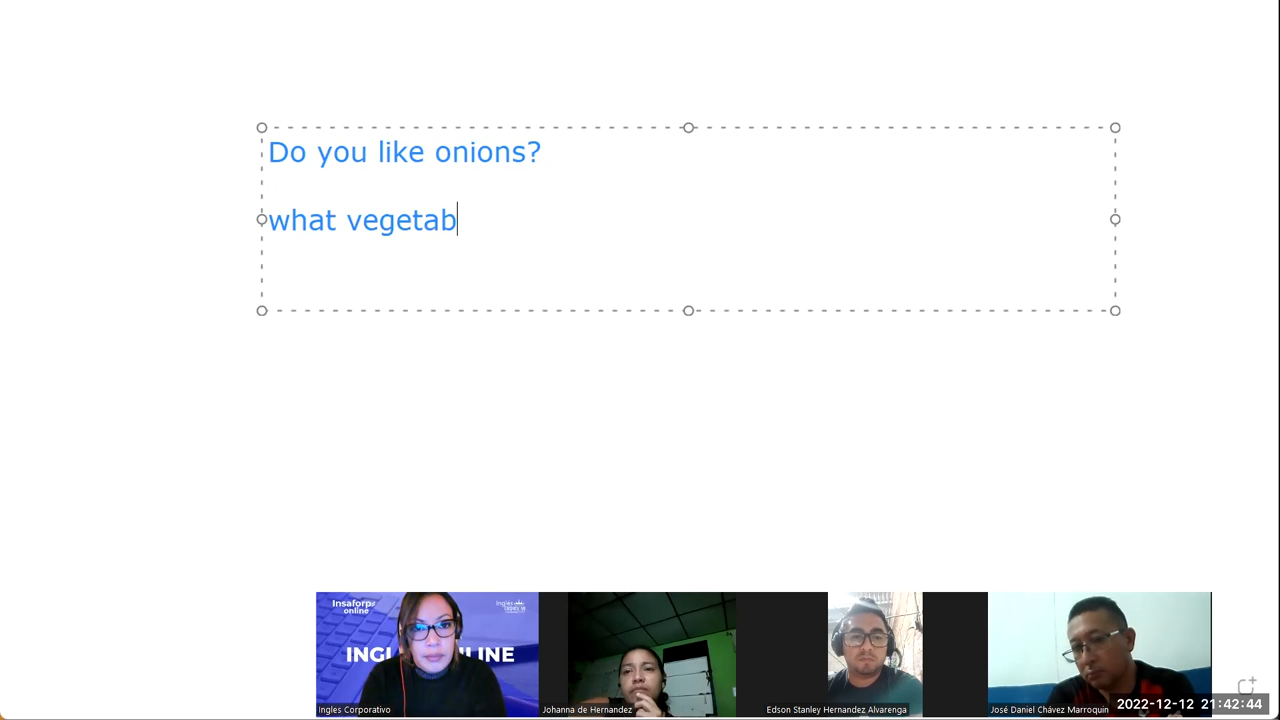 Do you like onions?
what vegetab
Insaforp
online
Inglés
INGL
LINE
Ingles Corporativo
Johanna de Hernandez
Edson Stanley Hernandez Alvarenga
José Daniel Chávez Marroquin
2022-12-12 21:42:44